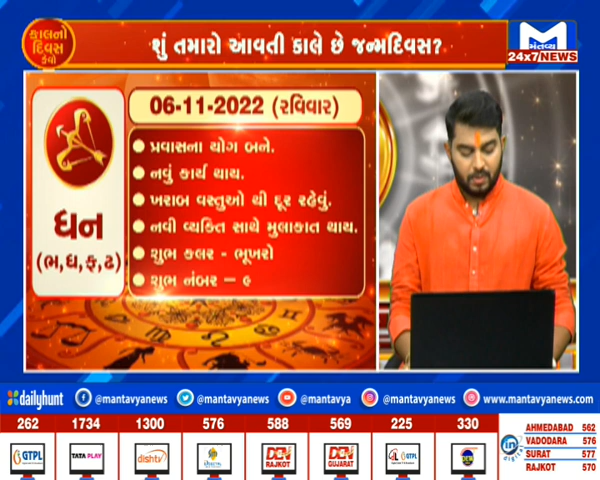 કાલનો
દિવસ
કેવો
શું તમારો આવતી કાલે છે જન્મદિવસ?
મંતવ્ય
24x7NEWS
06-11-2022 (રવિવાર)
પ્રવાસના યોગ બને.
નવું કાર્ય થાય.
ખરાબ વસ્તુઓ થી દૂર રહેવું.
નવી વ્યક્તિ સાથે મુલાકાત થાય.
શુભ કલર - ભૂખરો
શુભ નંબર – ૯
ધન
(ભ,ધ,ફ,ઢ)
dailyhunt @mantavyanews @mantavyanews @mantavya @mantavyanews www.mantavyanews.com
262 1734 1300 576 588 569 225 330
GTPL TATA PLAY dishtv DEN RAJKOT DEN GUJARAT
in digital
AHMEDABAD 562
VADODARA 576
SURAT 577
RAJKOT 570